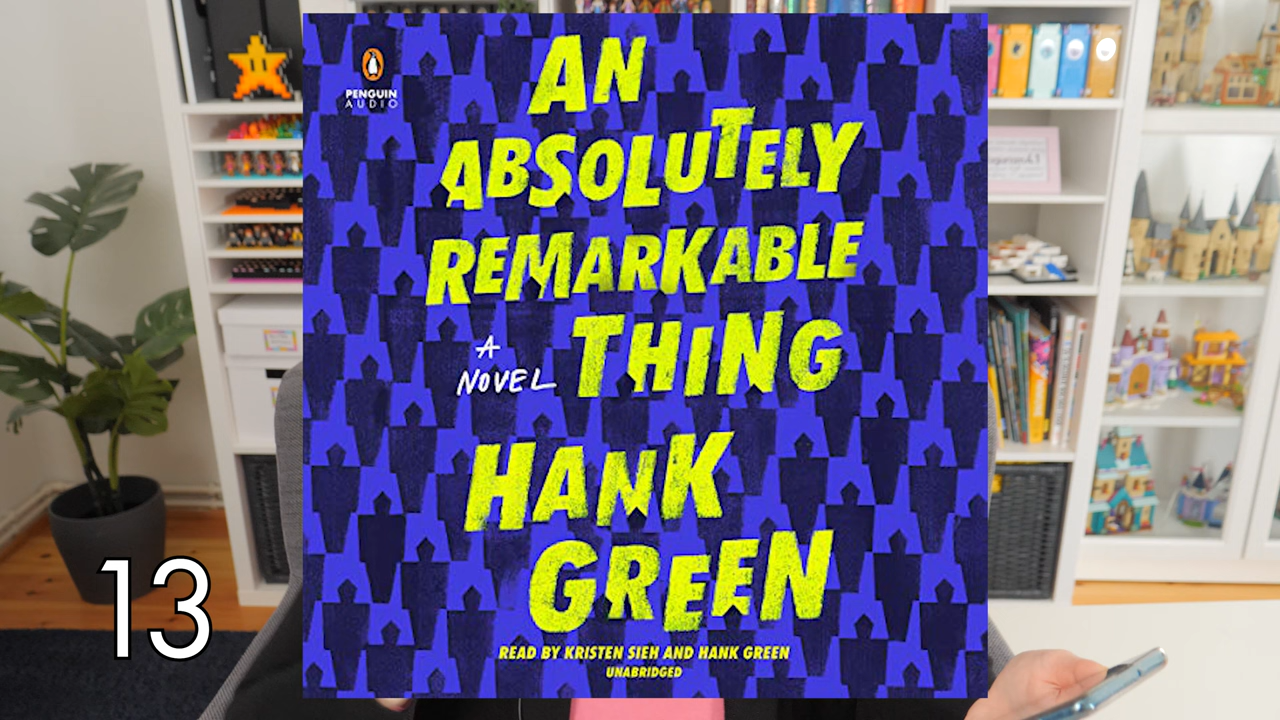 PENGUIN
AUDIO
AN
ABSOLUTELY
REMARKABLE
A
NOVEL
THING
HANK
GREEN
READ BY KRISTEN SIEH AND HANK GREEN
UNABRIDGED
13